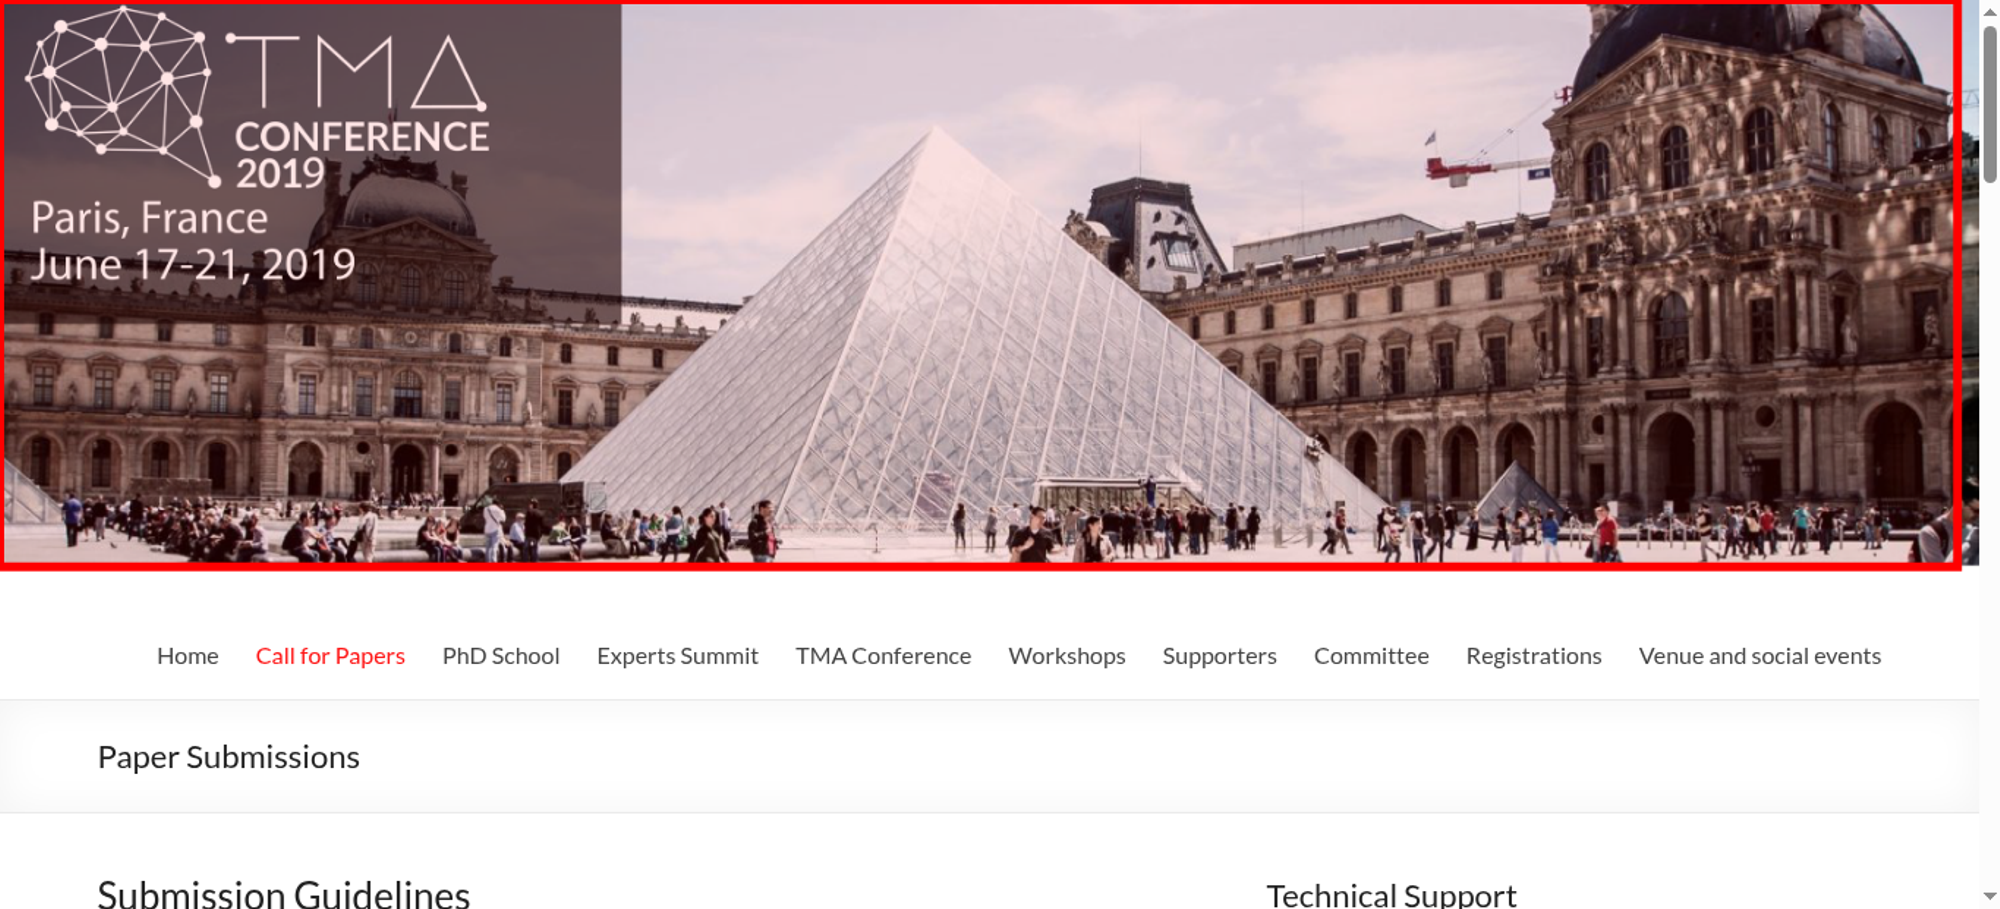 TMA
CONFERENCE
2019
Paris, France
June 17-21, 2019
Home Call for Papers PhD School Experts Summit TMA Conference Workshops Supporters Committee Registrations Venue and social events
Paper Submissions
Submission Guidelines
Technical Support